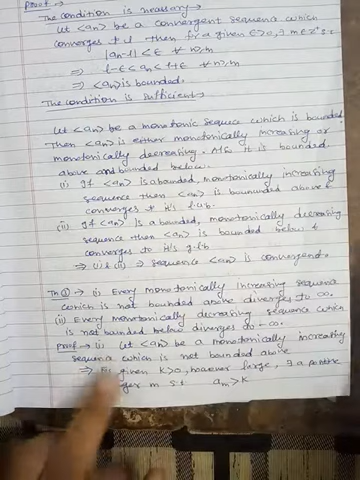 Proof -
The condition is necessary -
Let <an> be a convergent sequence which
converges to l then for a given ε>0, ∃ m∈z+ s.t.
|an-l| < ε ∀ n≥m
⇒ l-ε < an < l+ε ∀ n≥m
⇒ <an> is bounded.
The condition is sufficient -
Let <an> be a monotonic sequence which is bounded
Then <an> is either monotonically increasing or
monotonically decreasing. Also it is bounded
above and bounded below.
(i) If <an> is a bounded, monotonically increasing
sequence then <an> is bounded above &
converges to it's l.u.b.
(ii) If <an> is a bounded, monotonically decreasing
sequence then <an> is bounded below &
converges to it's g.l.b
⇒ (i) & (ii) ⇒ sequence <an> is convergent.
Th ① - (i) Every monotonically increasing sequence
which is not bounded above diverges to ∞.
(ii) Every monotonically decreasing sequence which
is not bounded below diverges to -∞.
Proof - (i) Let <an> be a monotonically increasing
sequence which is not bounded above
⇒ For given K>0, however large, ∃ a positive
m s.t. am > K